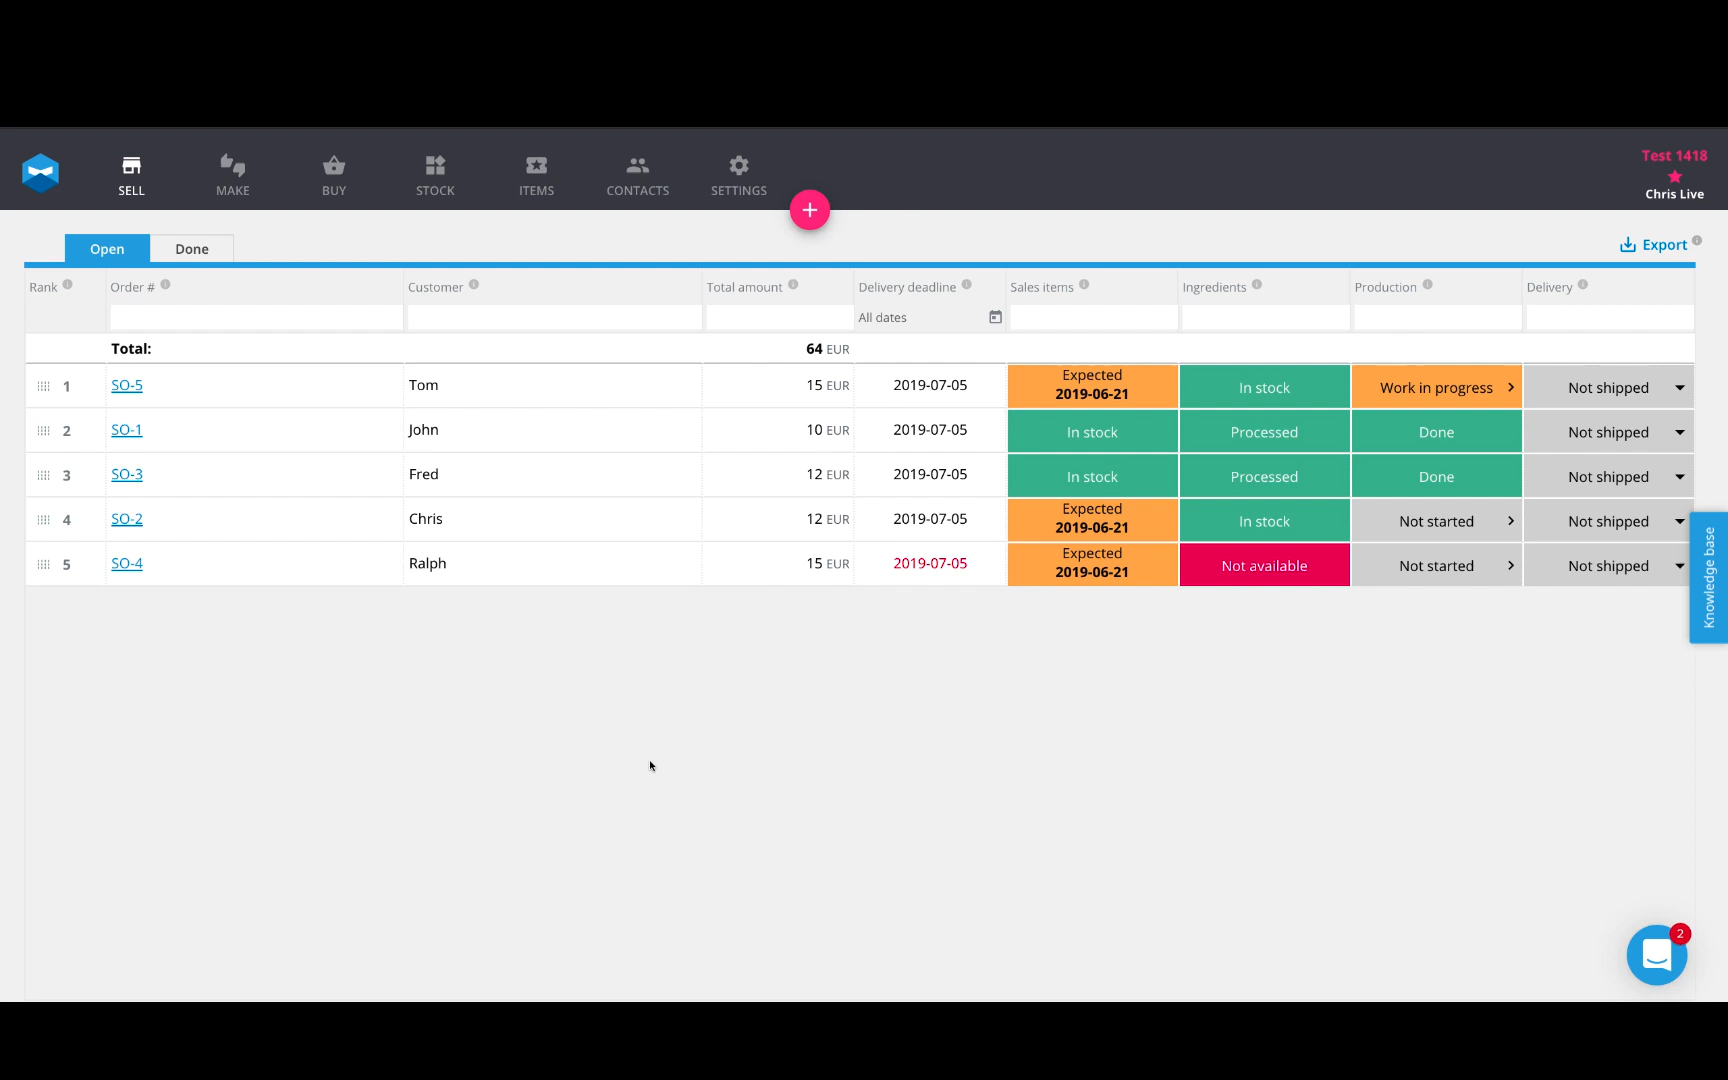 SELL MAKE BUY STOCK ITEMS CONTACTS SETTINGS
+
Test 1418
Chris Live
Open Done Export
Rank Order # Customer Total amount Delivery deadline Sales items Ingredients Production Delivery
All dates
Total: 64 EUR
1 SO-5 Tom 15 EUR 2019-07-05 Expected 2019-06-21 In stock Work in progress Not shipped
2 SO-1 John 10 EUR 2019-07-05 In stock Processed Done Not shipped
3 SO-3 Fred 12 EUR 2019-07-05 In stock Processed Done Not shipped
4 SO-2 Chris 12 EUR 2019-07-05 Expected 2019-06-21 In stock Not started Not shipped
5 SO-4 Ralph 15 EUR 2019-07-05 Expected 2019-06-21 Not available Not started Not shipped
Knowledge base
2